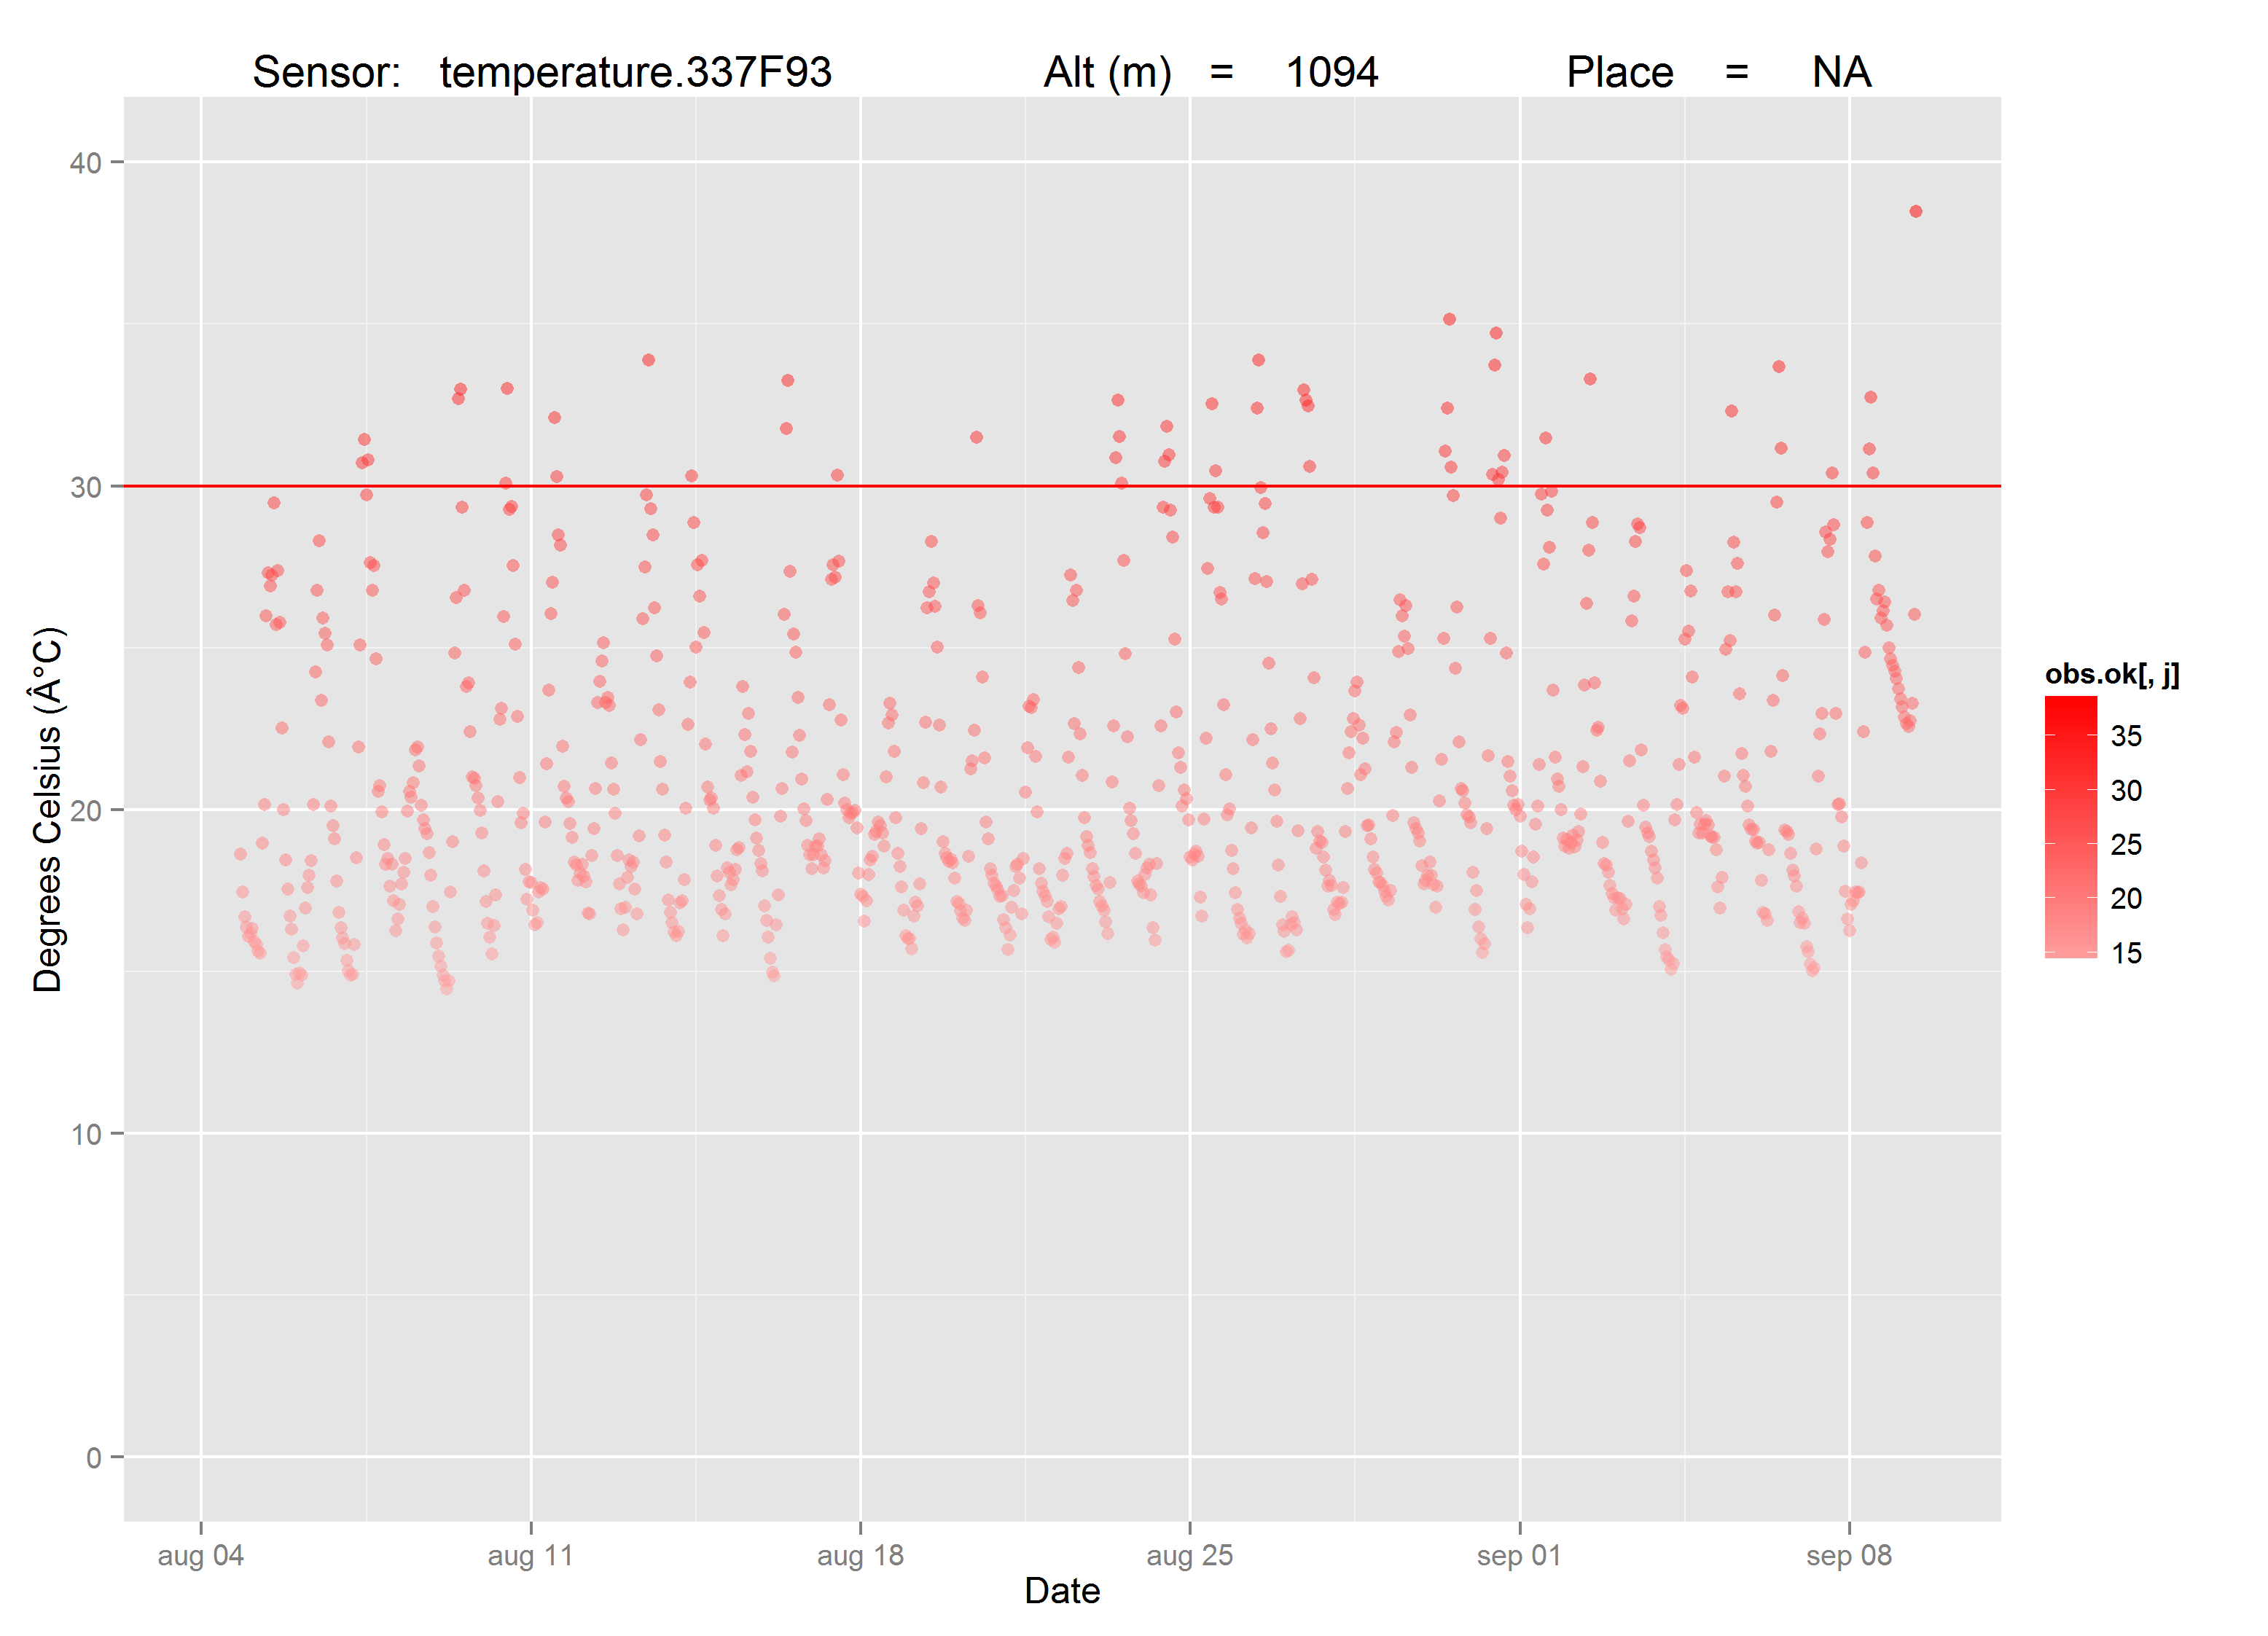 Sensor: temperature.337F93 Alt (m) = 1094 Place = NA
40
30
20
10
0
Degrees Celsius (Â°C)
aug 04 aug 11 aug 18 aug 25 sep 01 sep 08
Date
obs.ok[, j]
35
30
25
20
15